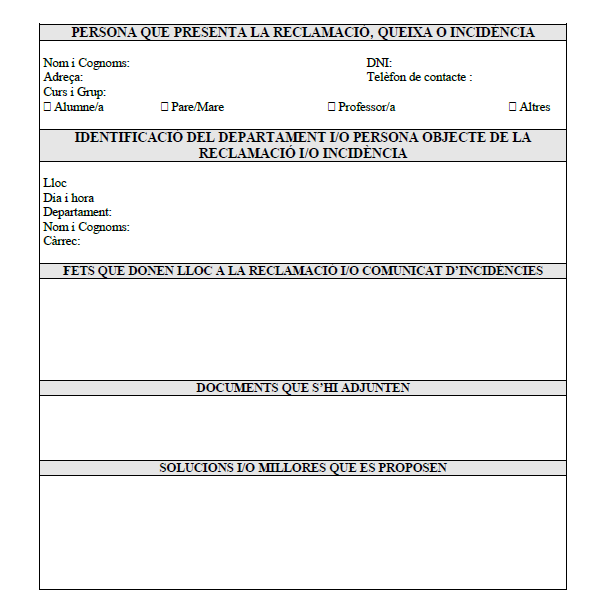 PERSONA QUE PRESENTA LA RECLAMACIÓ, QUEIXA O INCIDÈNCIA
Nom i Cognoms: DNI:
Adreça: Telèfon de contacte :
Curs i Grup:
□ Alumne/a □ Pare/Mare □ Professor/a □ Altres
IDENTIFICACIÓ DEL DEPARTAMENT I/O PERSONA OBJECTE DE LA
RECLAMACIÓ I/O INCIDÈNCIA
Lloc
Dia i hora
Departament:
Nom i Cognoms:
Càrrec:
FETS QUE DONEN LLOC A LA RECLAMACIÓ I/O COMUNICAT D’INCIDÈNCIES
DOCUMENTS QUE S’HI ADJUNTEN
SOLUCIONS I/O MILLORES QUE ES PROPOSEN